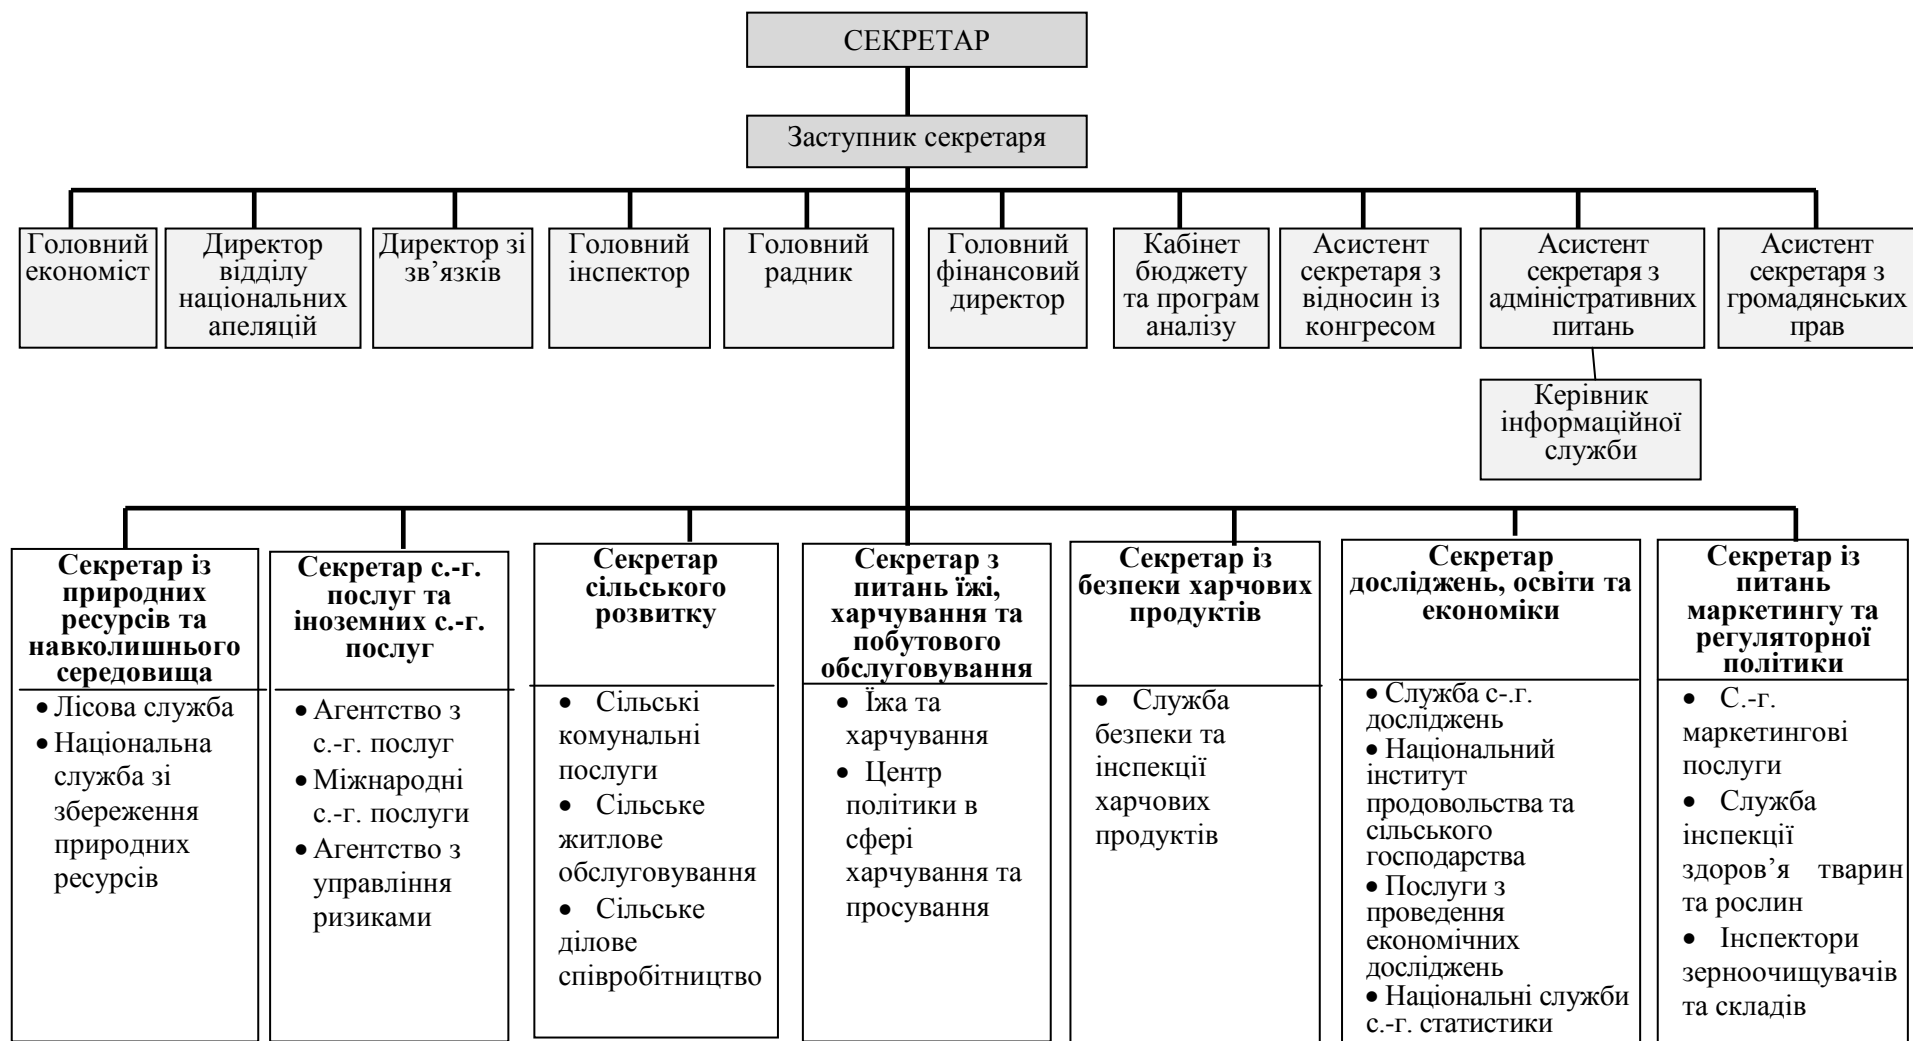 СЕКРЕТАР
Заступник секретаря
Головний
економіст
Директор
відділу
національних
апеляцій
Директор зі
зв’язків
Головний
інспектор
Головний
радник
Головний
фінансовий
директор
Кабінет
бюджету
та програм
аналізу
Асистент
секретаря з
відносин із
конгресом
Асистент
секретаря з
адміністративних
питань
Асистент
секретаря з
громадянських
прав
Керівник
інформаційної
служби
Секретар із
природних
ресурсів та
навколишнього
середовища
• Лісова служба
• Національна
служба зі
збереження
природних
ресурсів
Секретар с.-г.
послуг та
іноземних с.-г.
послуг
• Агентство з
с.-г. послуг
• Міжнародні
с.-г. послуги
• Агентство з
управління
ризиками
Секретар
сільського
розвитку
• Сільські
комунальні
послуги
• Сільське
житлове
обслуговування
• Сільське
ділове
співробітництво
Секретар з
питань їжі,
харчування та
побутового
обслуговування
• Їжа та
харчування
• Центр
політики в
сфері
харчування та
просування
Секретар із
безпеки харчових
продуктів
• Служба
безпеки та
інспекції
харчових
продуктів
Секретар
досліджень, освіти та
економіки
• Служба с-.г.
досліджень
• Національний
інститут
продовольства та
сільського
господарства
• Послуги з
проведення
економічних
досліджень
• Національні служби
с.-г. статистики
Секретар із
питань
маркетингу та
регуляторної
політики
• С.-г.
маркетингові
послуги
• Служба
інспекції
здоров’я тварин
та рослин
• Інспектори
зерноочищувачів
та складів